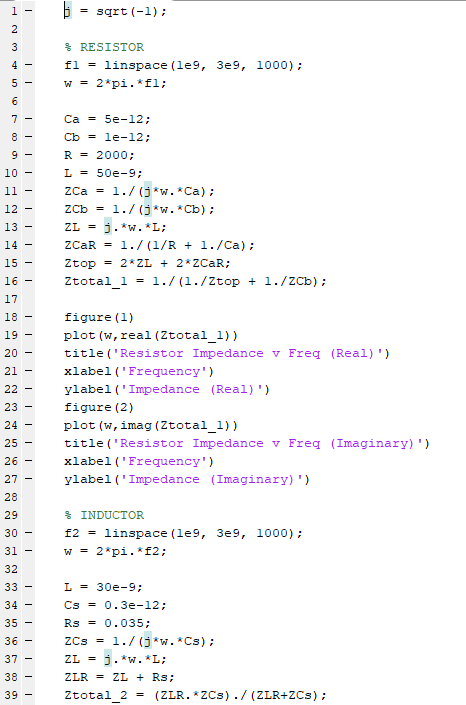 1 - j = sqrt(-1);
2
3 % RESISTOR
4 - f1 = linspace(1e9, 3e9, 1000);
5 - w = 2*pi.*f1;
6
7 - Ca = 5e-12;
8 - Cb = 1e-12;
9 - R = 2000;
10 - L = 50e-9;
11 - ZCa = 1./(j*w.*Ca);
12 - ZCb = 1./(j*w.*Cb);
13 - ZL = j.*w.*L;
14 - ZCaR = 1./(1/R + 1./Ca);
15 - Ztop = 2*ZL + 2*ZCaR;
16 - Ztotal_1 = 1./(1./Ztop + 1./ZCb);
17
18 - figure(1)
19 - plot(w,real(Ztotal_1))
20 - title('Resistor Impedance v Freq (Real)')
21 - xlabel('Frequency')
22 - ylabel('Impedance (Real)')
23 - figure(2)
24 - plot(w,imag(Ztotal_1))
25 - title('Resistor Impedance v Freq (Imaginary)')
26 - xlabel('Frequency')
27 - ylabel('Impedance (Imaginary)')
28
29 % INDUCTOR
30 - f2 = linspace(1e9, 3e9, 1000);
31 - w = 2*pi.*f2;
32
33 - L = 30e-9;
34 - Cs = 0.3e-12;
35 - Rs = 0.035;
36 - ZCs = 1./(j*w.*Cs);
37 - ZL = j.*w.*L;
38 - ZLR = ZL + Rs;
39 - Ztotal_2 = (ZLR.*ZCs)./(ZLR+ZCs);